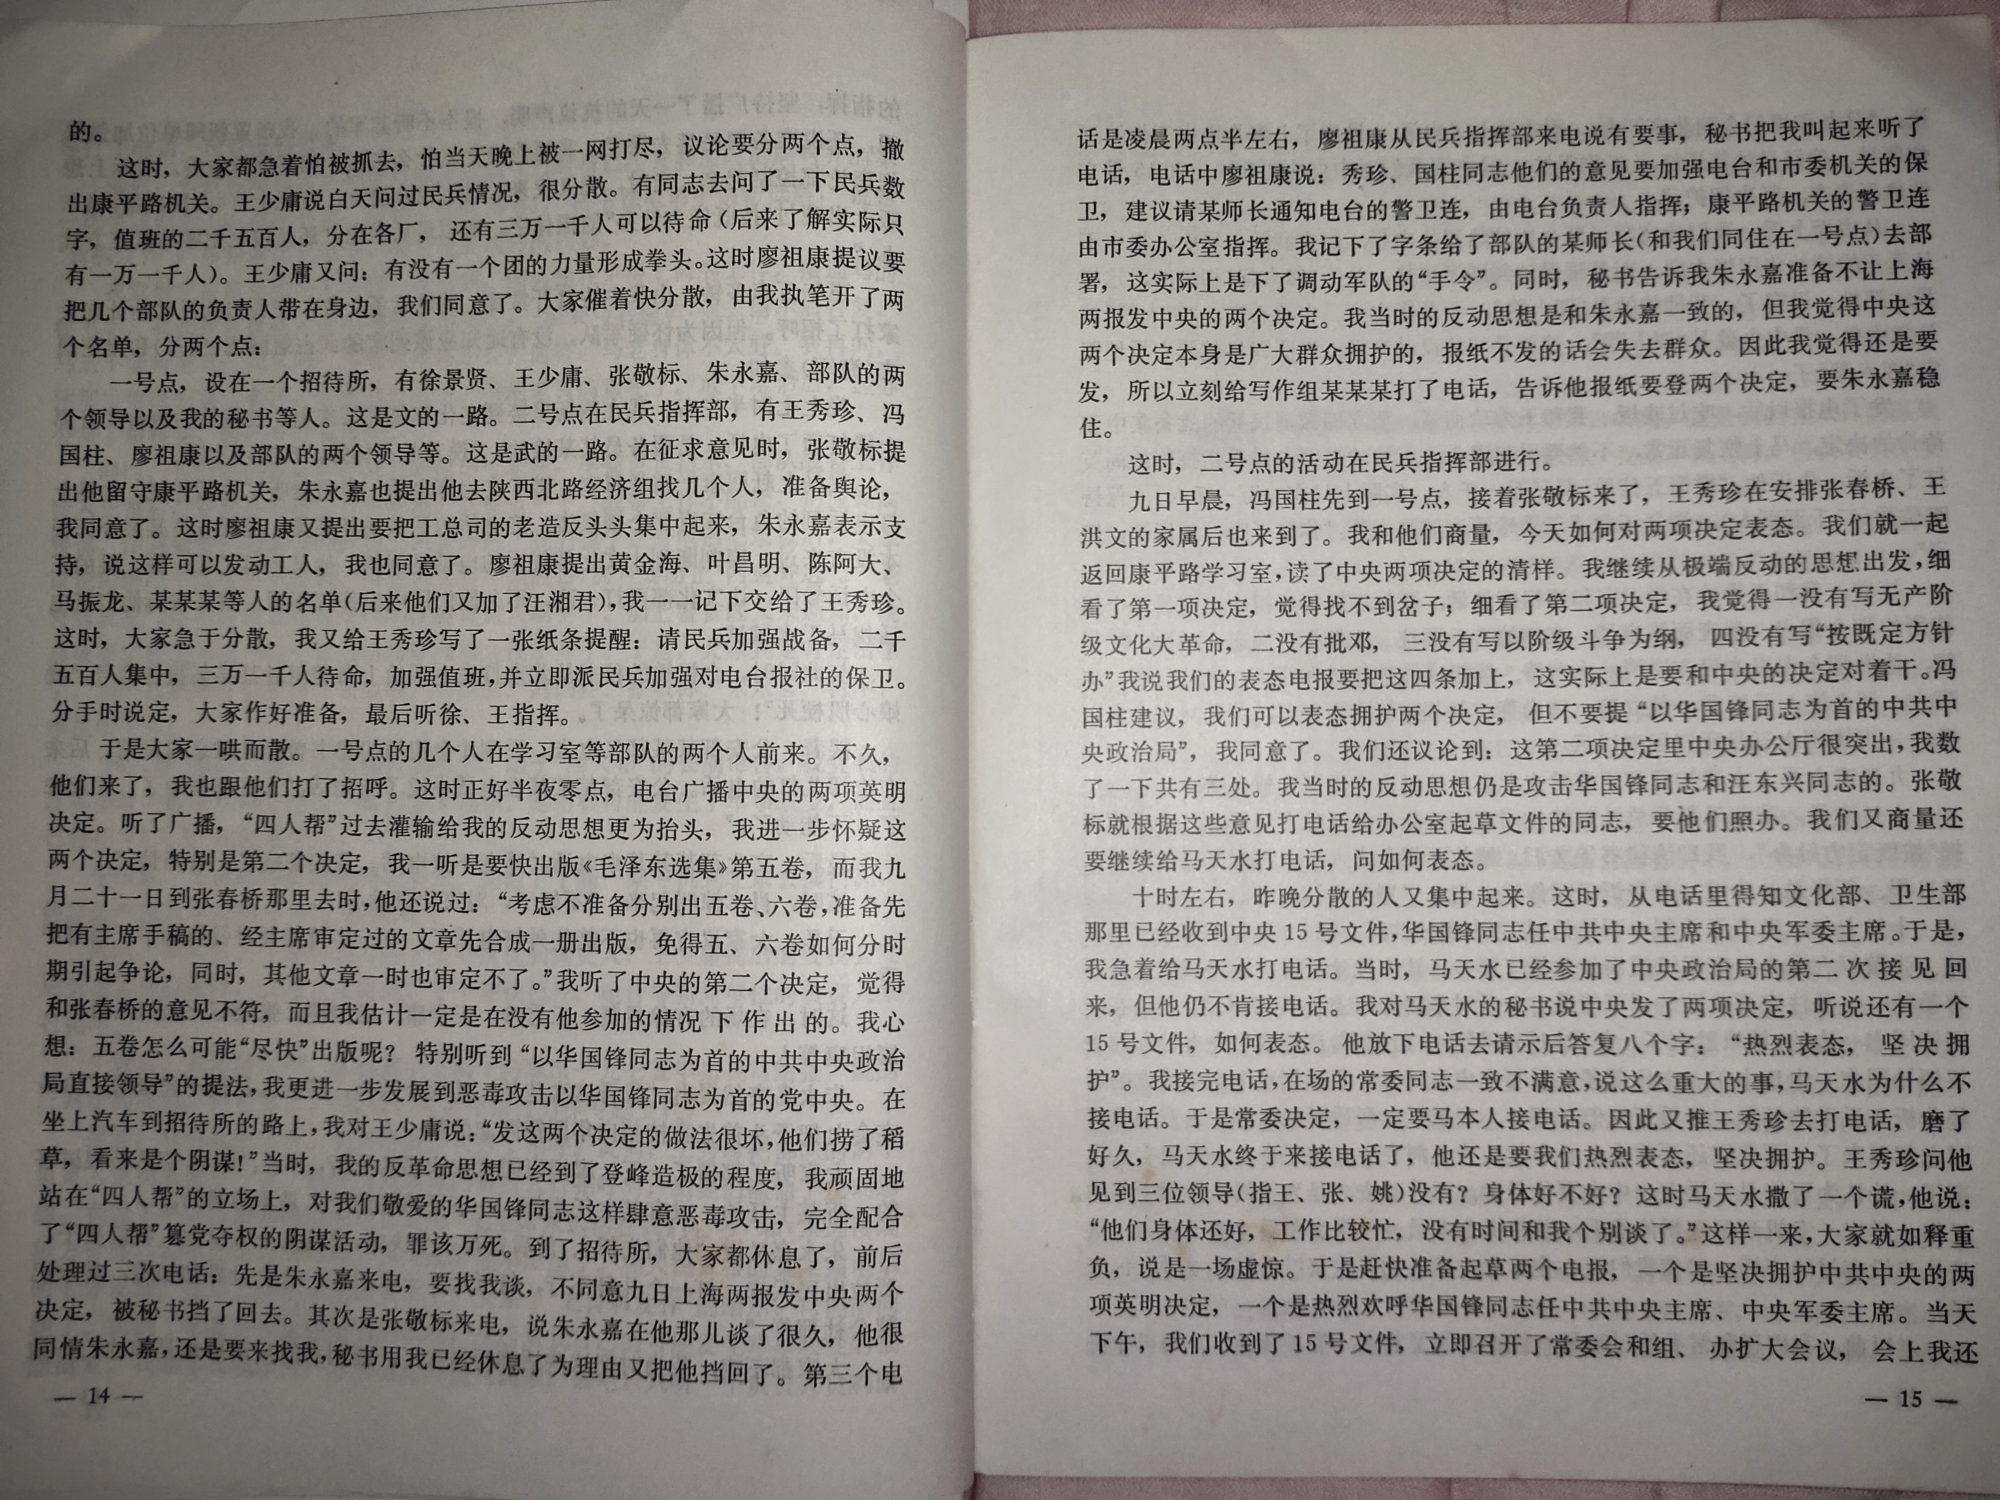 的。
这时，大家都急着怕被抓去，怕当天晚上被一网打尽，议论要分两个点，撤
出康平路机关。王少庸说白天问过民兵情况，很分散。有同志去问了一下民兵数
字，值班的二千五百人，分在各厂，还有三万一千人可以待命（后来了解实际只
有一万一千人）。王少庸又问：有没有一个团的力量形成拳头。这时廖祖康提议要
把几个部队的负责人带在身边，我们同意了。大家催着快分散，由我执笔开了两
个名单，分两个点：
一号点，设在一个招待所，有徐景贤、王少庸、张敬标、朱永嘉、部队的两
个领导以及我的秘书等人。这是文的一路。二号点在民兵指挥部，有王秀珍、冯
国柱、廖祖康以及部队的两个领导等。这是武的一路。在征求意见时，张敬标提
出他留守康平路机关，朱永嘉也提出他去陕西北路经济组找几个人，准备舆论，
我同意了。这时廖祖康又提出要把工总司的老造反头头集中起来，朱永嘉表示支
持，说这样可以发动工人，我也同意了。廖祖康提出黄金海、叶昌明、陈阿大、
马振龙、某某某等人的名单（后来他们又加了汪湘君），我一一记下交给了王秀珍。
这时，大家急于分散，我又给王秀珍写了一张纸条提醒：请民兵加强战备，二千
五百人集中，三万一千人待命，加强值班，并立即派民兵加强对电台报社的保卫。
分手时说定，大家作好准备，最后听徐、王指挥。
于是大家一哄而散。一号点的几个人在学习室等部队的两个人前来。不久，
他们来了，我也跟他们打了招呼。这时正好半夜零点，电台广播中央的两项英明
决定。听了广播，“四人帮”过去灌输给我的反动思想更为抬头，我进一步怀疑这
两个决定，特别是第二个决定，我一听是要快出版《毛泽东选集》第五卷，而我九
月二十一日到张春桥那里去时，他还说过：“考虑不准备分别出五卷、六卷，准备先
把有主席手稿的、经主席审定过的文章先合成一册出版，免得五、六卷如何分时
期引起争论，同时，其他文章一时也审定不了。”我听了中央的第二个决定，觉得
和张春桥的意见不符，而且我估计一定是在没有他参加的情况下作出的。我心
想：五卷怎么可能“尽快”出版呢？特别听到“以华国锋同志为首的中共中央政治
局直接领导”的提法，我更进一步发展到恶毒攻击以华国锋同志为首的党中央。在
坐上汽车到招待所的路上，我对王少庸说：“发这两个决定的做法很坏，他们捞了稻
草，看来是个阴谋！”当时，我的反革命思想已经到了登峰造极的程度，我顽固地
站在“四人帮”的立场上，对我们敬爱的华国锋同志这样肆意恶毒攻击，完全配合
了“四人帮”篡党夺权的阴谋活动，罪该万死。到了招待所，大家都休息了，前后
处理过三次电话：先是朱永嘉来电，要找我谈，不同意九日上海两报发中央两个
决定，被秘书挡了回去。其次是张敬标来电，说朱永嘉在他那儿谈了很久，他很
同情朱永嘉，还是要来找我，秘书用我已经休息了为理由又把他挡回了。第三个电
— 14 —
话是凌晨两点半左右，廖祖康从民兵指挥部来电说有要事，秘书把我叫起来听了
电话，电话中廖祖康说：秀珍、国柱同志他们的意见要加强电台和市委机关的保
卫，建议请某师长通知电台的警卫连，由电台负责人指挥；康平路机关的警卫连
由市委办公室指挥。我记下了字条给了部队的某师长（和我们同住在一号点）去部
署，这实际上是下了调动军队的“手令”。同时，秘书告诉我朱永嘉准备不让上海
两报发中央的两个决定。我当时的反动思想是和朱永嘉一致的，但我觉得中央这
两个决定本身是广大群众拥护的，报纸不发的话会失去群众。因此我觉得还是要
发，所以立刻给写作组某某某打了电话，告诉他报纸要登两个决定，要朱永嘉稳
住。
这时，二号点的活动在民兵指挥部进行。
九日早晨，冯国柱先到一号点，接着张敬标来了，王秀珍在安排张春桥、王
洪文的家属后也来到了。我和他们商量，今天如何对两项决定表态。我们就一起
返回康平路学习室，读了中央两项决定的清样。我继续从极端反动的思想出发，细
看了第一项决定，觉得找不到岔子；细看了第二项决定，我觉得一没有写无产阶
级文化大革命，二没有批邓，三没有写以阶级斗争为纲，四没有写“按既定方针
办”我说我们的表态电报要把这四条加上，这实际上是要和中央的决定对着干。冯
国柱建议，我们可以表态拥护两个决定，但不要提“以华国锋同志为首的中共中
央政治局”，我同意了。我们还议论到：这第二项决定里中央办公厅很突出，我数
了一下共有三处。我当时的反动思想仍是攻击华国锋同志和汪东兴同志的。张敬
标就根据这些意见打电话给办公室起草文件的同志，要他们照办。我们又商量还
要继续给马天水打电话，问如何表态。
十时左右，昨晚分散的人又集中起来。这时，从电话里得知文化部、卫生部
那里已经收到中央15号文件，华国锋同志任中共中央主席和中央军委主席。于是，
我急着给马天水打电话。当时，马天水已经参加了中央政治局的第二次接见回
来，但他仍不肯接电话。我对马天水的秘书说中央发了两项决定，听说还有一个
15号文件，如何表态。他放下电话去请示后答复八个字：“热烈表态，坚决拥
护”。我接完电话，在场的常委同志一致不满意，说这么重大的事，马天水为什么不
接电话。于是常委决定，一定要马本人接电话。因此又推王秀珍去打电话，磨了
好久，马天水终于来接电话了，他还是要我们热烈表态，坚决拥护。王秀珍问他
见到三位领导（指王、张、姚）没有？身体好不好？这时马天水撒了一个谎，他说：
“他们身体还好，工作比较忙，没有时间和我个别谈了。”这样一来，大家就如释重
负，说是一场虚惊。于是赶快准备起草两个电报，一个是坚决拥护中共中央的两
项英明决定，一个是热烈欢呼华国锋同志任中共中央主席、中央军委主席。当天
下午，我们收到了15号文件，立即召开了常委会和组、办扩大会议，会上我还
— 15 —